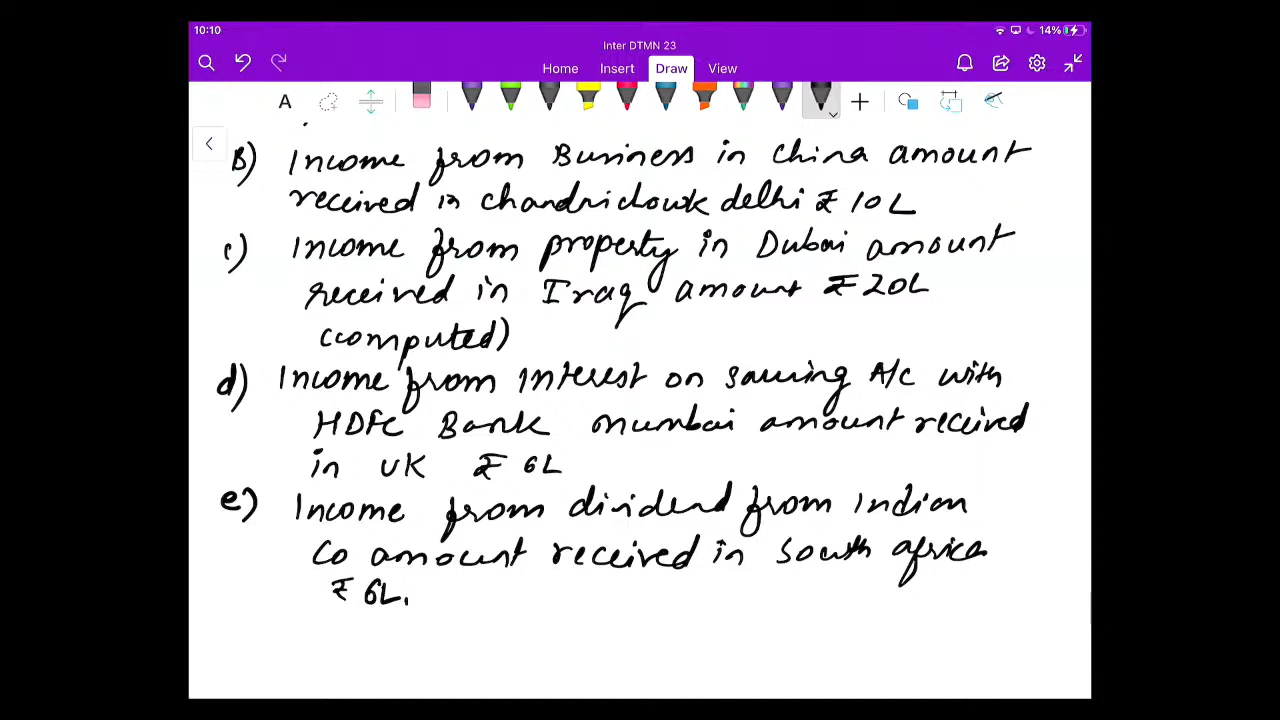 10:10
14%
Inter DTMN 23
Home Insert Draw View
A
B) Income from Business in China amount
received in chandnichowk delhi ₹ 10L
c) Income from property in Dubai amount
received in Iraq amount ₹ 20L
(computed)
d) Income from interest on saving A/c with
HDFC Bank mumbai amount received
in UK ₹ 6L
e) Income from dividend from Indian
Co amount received in South africa
₹ 6L.